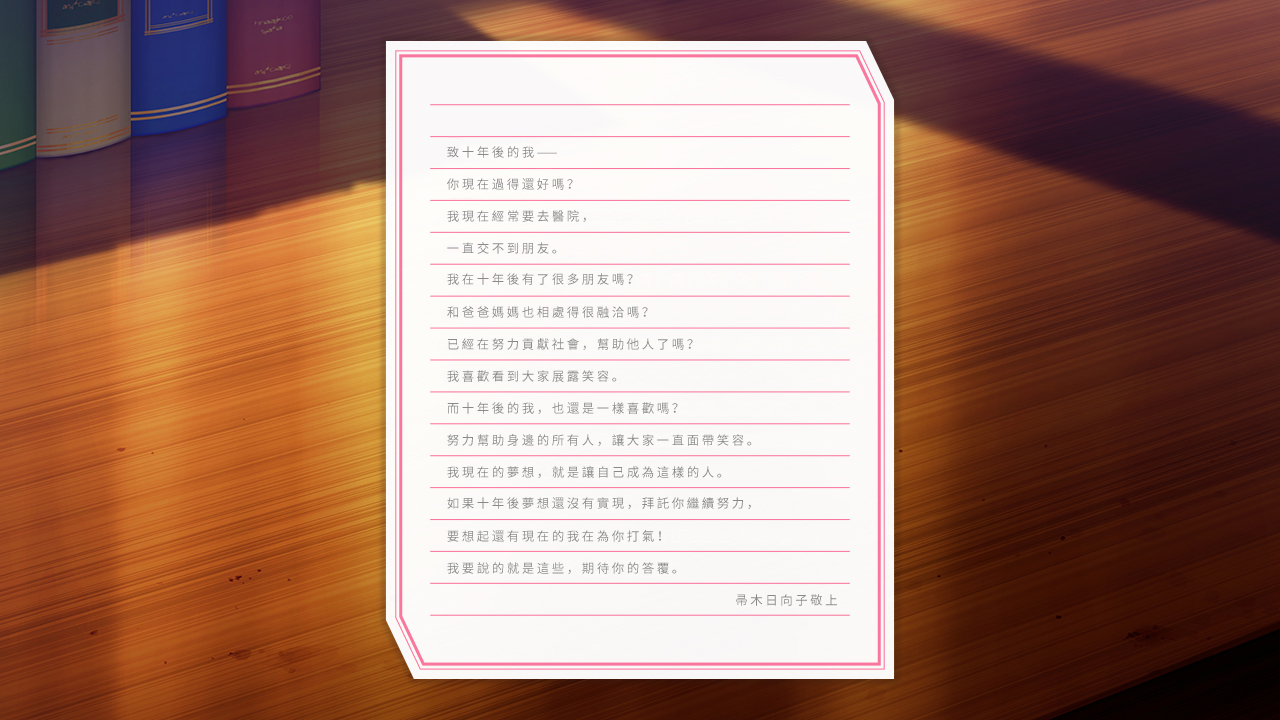 致十年後的我——
你現在過得還好嗎？
我現在經常要去醫院，
一直交不到朋友。
我在十年後有了很多朋友嗎？
和爸爸媽媽也相處得很融洽嗎？
已經在努力貢獻社會，幫助他人了嗎？
我喜歡看到大家展露笑容。
而十年後的我，也還是一樣喜歡嗎？
努力幫助身邊的所有人，讓大家一直面帶笑容。
我現在的夢想，就是讓自己成為這樣的人。
如果十年後夢想還沒有實現，拜託你繼續努力，
要想起還有現在的我在為你打氣！
我要說的就是這些，期待你的答覆。
帚木日向子敬上